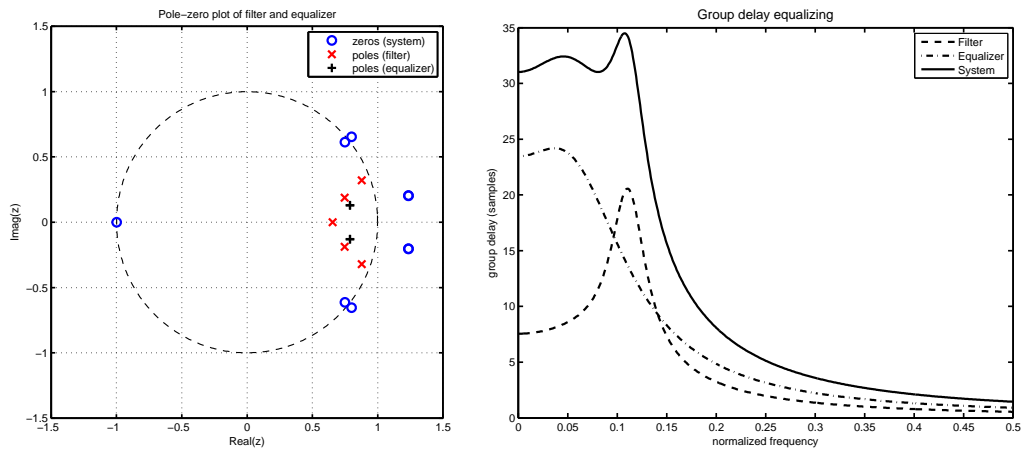 Pole−zero plot of filter and equalizer
zeros (system)
poles (filter)
poles (equalizer)
1.5
1
0.5
0
−0.5
−1
−1.5
Imag(z)
−1.5
−1
−0.5
0
0.5
1
1.5
Real(z)
Group delay equalizing
Filter
Equalizer
System
35
30
25
20
15
10
5
0
group delay (samples)
0
0.05
0.1
0.15
0.2
0.25
0.3
0.35
0.4
0.45
0.5
normalized frequency